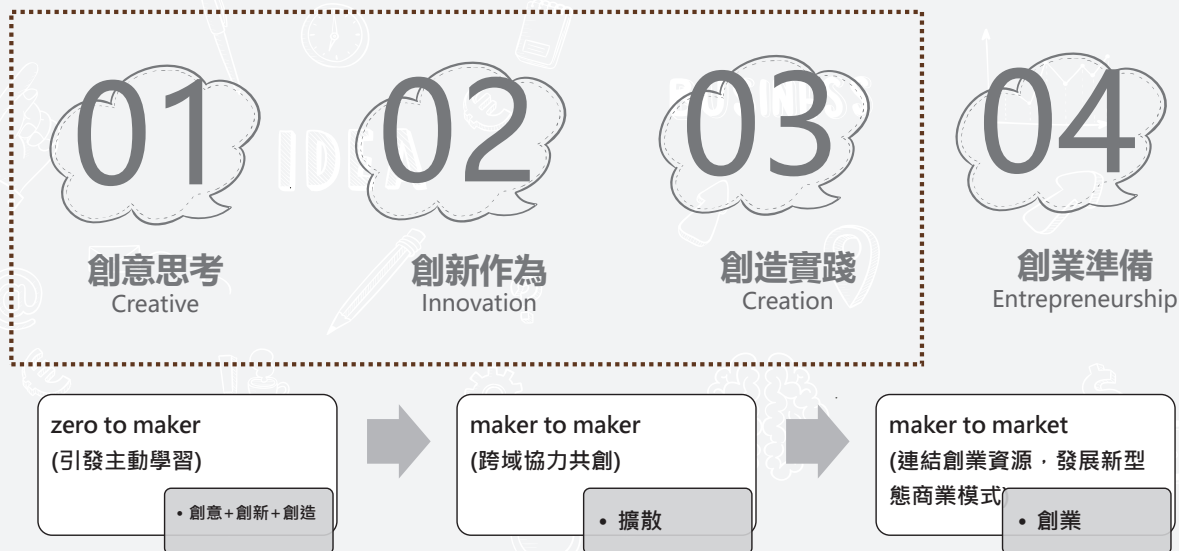 01
02
03
04
創意思考
Creative
創新作為
Innovation
創造實踐
Creation
創業準備
Entrepreneurship
IDEA
BUSINESS
zero to maker
(引發主動學習)
• 創意+創新+創造
maker to maker
(跨域協力共創)
• 擴散
maker to market
(連結創業資源，發展新型
態商業模式)
• 創業